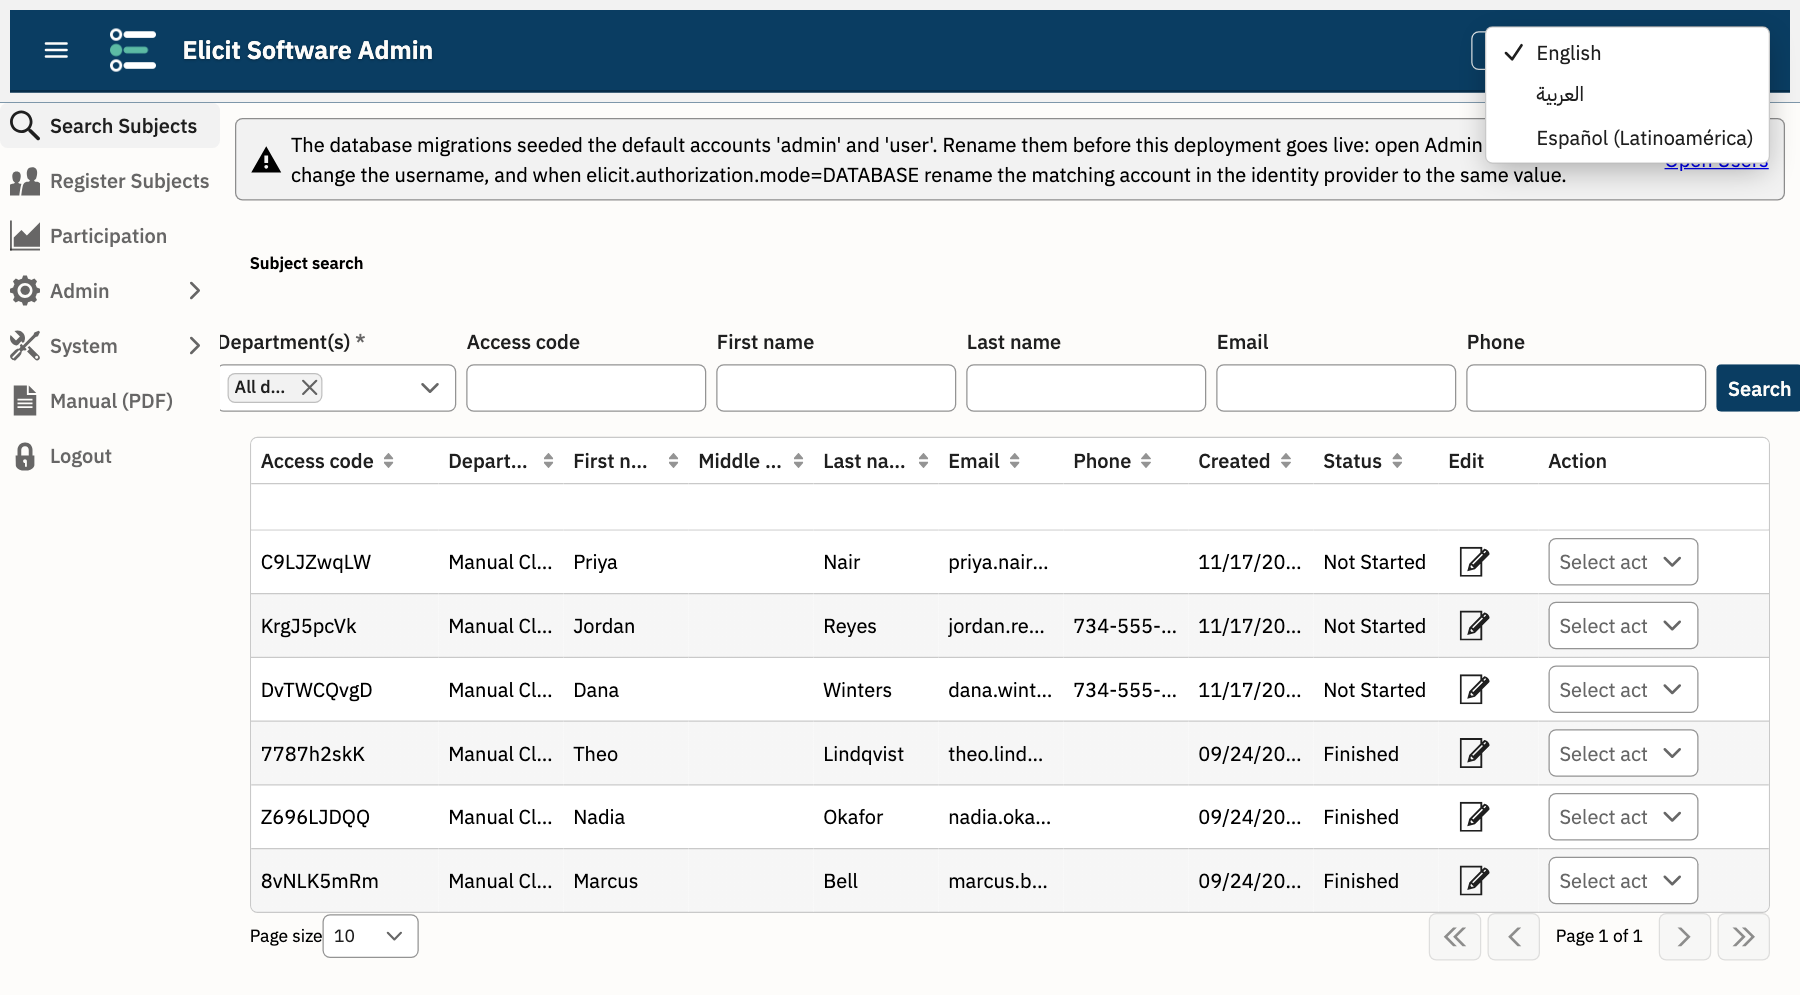 Elicit Software Admin
English
العربية
Español (Latinoamérica)
Search Subjects
Register Subjects
Participation
Admin
System
Manual (PDF)
Logout
The database migrations seeded the default accounts 'admin' and 'user'. Rename them before this deployment goes live: open Admin
change the username, and when elicit.authorization.mode=DATABASE rename the matching account in the identity provider to the same value.
Open Users
Subject search
Department(s) * Access code First name Last name Email Phone
All d... Search
Access code Depart... First n... Middle ... Last na... Email Phone Created Status Edit Action
C9LJZwqLW Manual Cl... Priya Nair priya.nair... 11/17/20... Not Started Select act
KrgJ5pcVk Manual Cl... Jordan Reyes jordan.re... 734-555-... 11/17/20... Not Started Select act
DvTWCQvgD Manual Cl... Dana Winters dana.wint... 734-555-... 11/17/20... Not Started Select act
7787h2skK Manual Cl... Theo Lindqvist theo.lind... 09/24/20... Finished Select act
Z696LJDQQ Manual Cl... Nadia Okafor nadia.oka... 09/24/20... Finished Select act
8vNLK5mRm Manual Cl... Marcus Bell marcus.b... 09/24/20... Finished Select act
Page size 10 Page 1 of 1